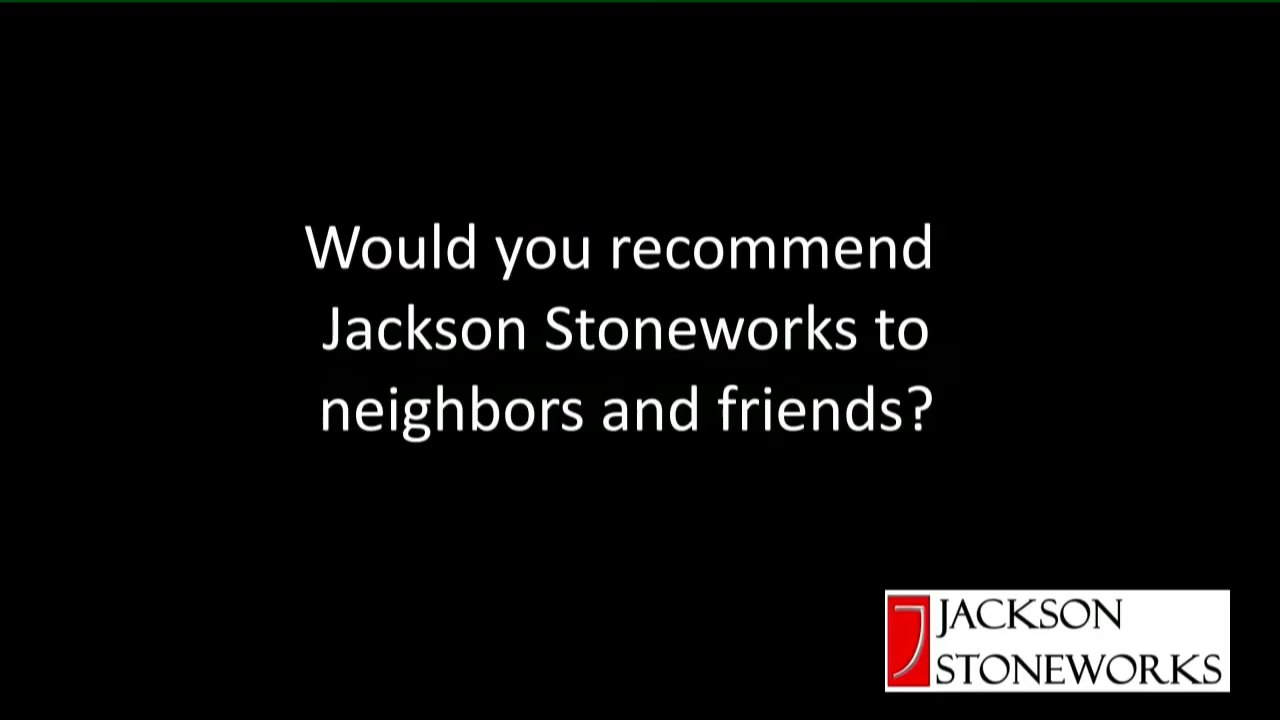 Would you recommend
Jackson Stoneworks to
neighbors and friends?
JACKSON
STONEWORKS